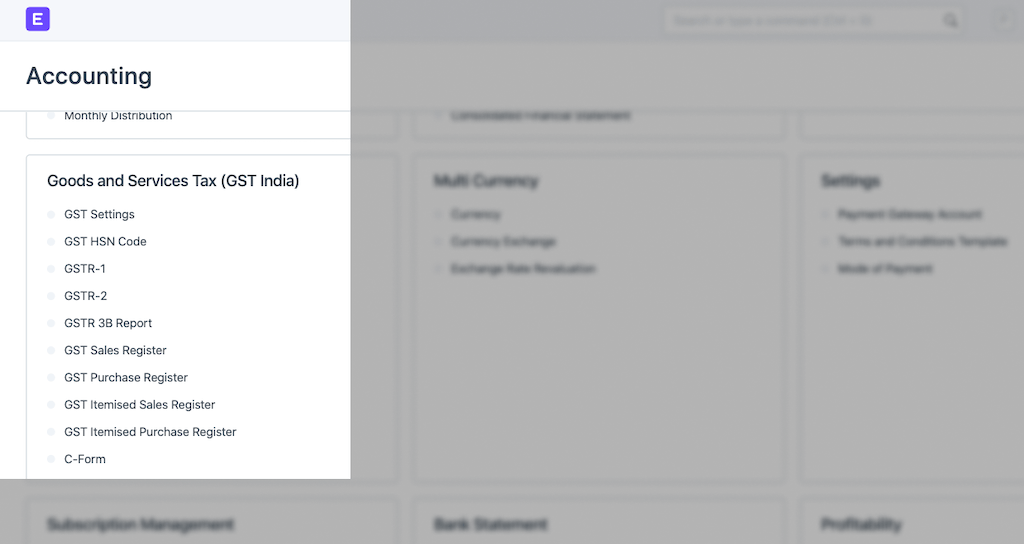 E
Search or type a command (Ctrl + G)
Accounting
Monthly Distribution
Consolidated Financial Statement
Goods and Services Tax (GST India)
GST Settings
GST HSN Code
GSTR-1
GSTR-2
GSTR 3B Report
GST Sales Register
GST Purchase Register
GST Itemised Sales Register
GST Itemised Purchase Register
C-Form
Multi Currency
Currency
Currency Exchange
Exchange Rate Revaluation
Settings
Payment Gateway Account
Terms and Conditions Template
Mode of Payment
Subscription Management
Bank Statement
Profitability